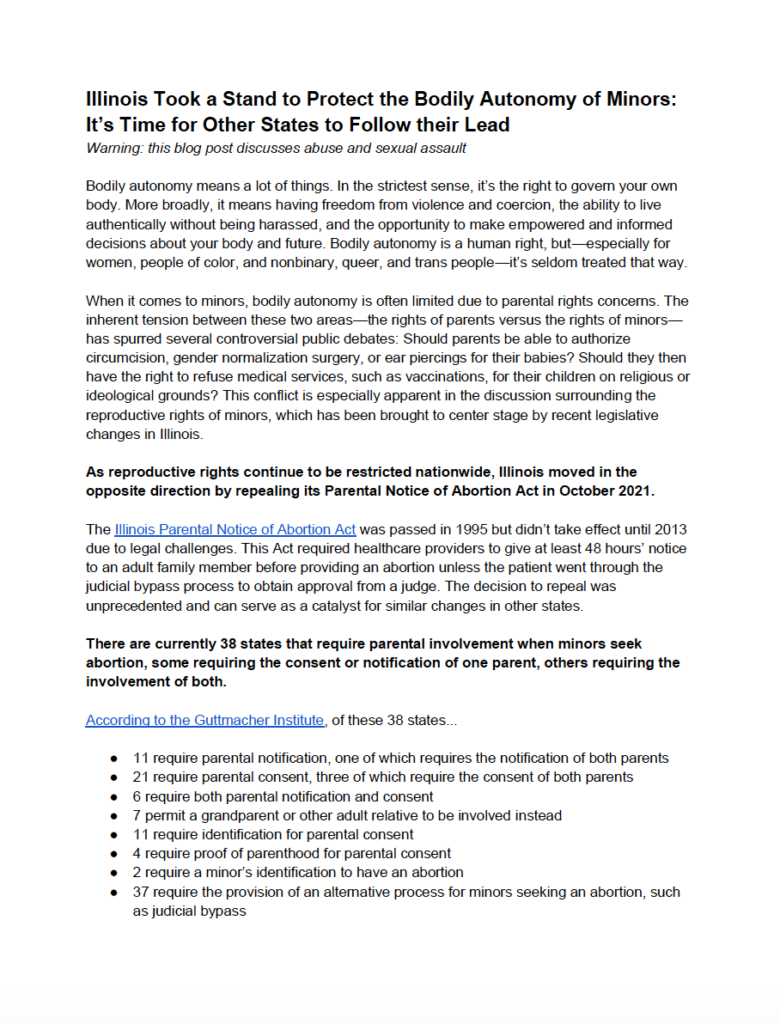 Illinois Took a Stand to Protect the Bodily Autonomy of Minors:
It’s Time for Other States to Follow their Lead
Warning: this blog post discusses abuse and sexual assault
Bodily autonomy means a lot of things. In the strictest sense, it’s the right to govern your own
body. More broadly, it means having freedom from violence and coercion, the ability to live
authentically without being harassed, and the opportunity to make empowered and informed
decisions about your body and future. Bodily autonomy is a human right, but—especially for
women, people of color, and nonbinary, queer, and trans people—it’s seldom treated that way.
When it comes to minors, bodily autonomy is often limited due to parental rights concerns. The
inherent tension between these two areas—the rights of parents versus the rights of minors—
has spurred several controversial public debates: Should parents be able to authorize
circumcision, gender normalization surgery, or ear piercings for their babies? Should they then
have the right to refuse medical services, such as vaccinations, for their children on religious or
ideological grounds? This conflict is especially apparent in the discussion surrounding the
reproductive rights of minors, which has been brought to center stage by recent legislative
changes in Illinois.
As reproductive rights continue to be restricted nationwide, Illinois moved in the
opposite direction by repealing its Parental Notice of Abortion Act in October 2021.
The Illinois Parental Notice of Abortion Act was passed in 1995 but didn’t take effect until 2013
due to legal challenges. This Act required healthcare providers to give at least 48 hours’ notice
to an adult family member before providing an abortion unless the patient went through the
judicial bypass process to obtain approval from a judge. The decision to repeal was
unprecedented and can serve as a catalyst for similar changes in other states.
There are currently 38 states that require parental involvement when minors seek
abortion, some requiring the consent or notification of one parent, others requiring the
involvement of both.
According to the Guttmacher Institute, of these 38 states...
● 11 require parental notification, one of which requires the notification of both parents
● 21 require parental consent, three of which require the consent of both parents
● 6 require both parental notification and consent
● 7 permit a grandparent or other adult relative to be involved instead
● 11 require identification for parental consent
● 4 require proof of parenthood for parental consent
● 2 require a minor’s identification to have an abortion
● 37 require the provision of an alternative process for minors seeking an abortion, such
as judicial bypass